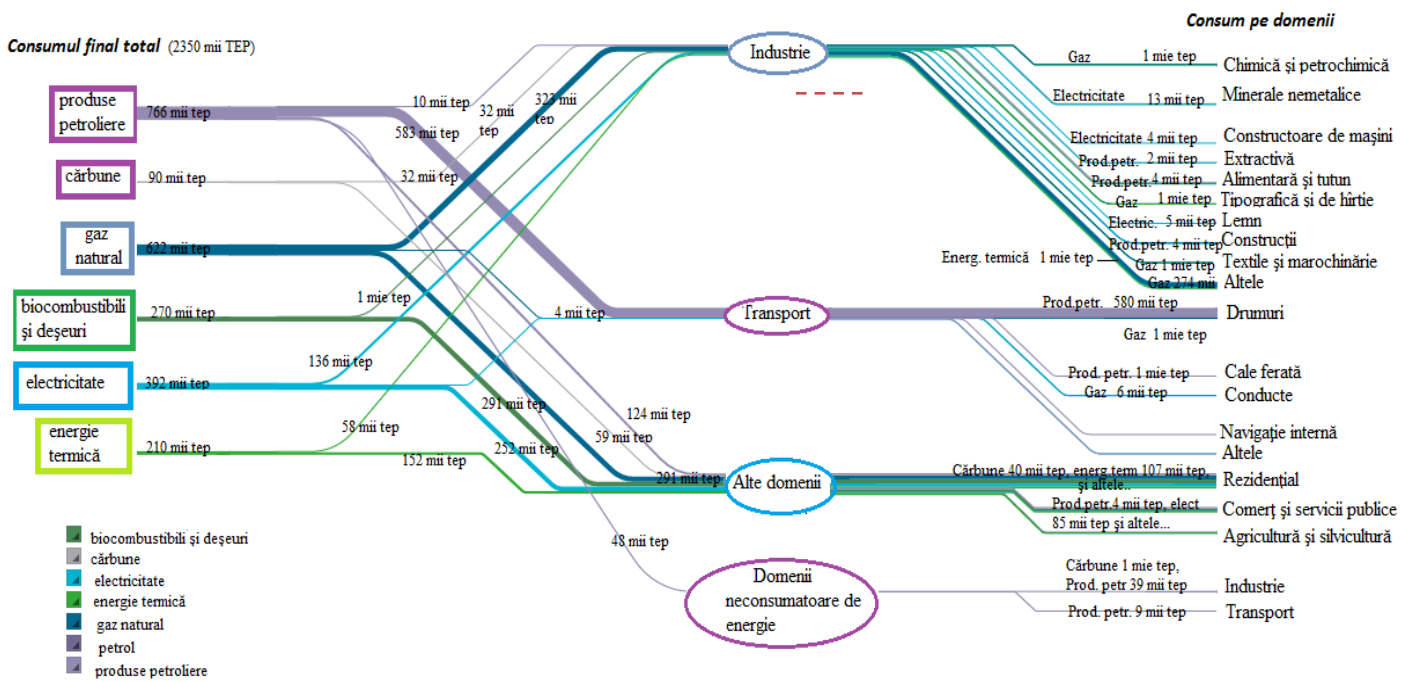 Consumul final total (2350 mii TEP)
Consum pe domenii
produse
petroliere
766 mii tep
cărbune
90 mii tep
gaz
natural
622 mii tep
biocombustibili
și deșeuri
270 mii tep
electricitate
392 mii tep
energie
termică
210 mii tep
10 mii tep
583 mii
tep
32 mii
tep
323 mii
tep
32 mii tep
1 mie tep
136 mii tep
4 mii tep
58 mii tep
291 mii tep
252 mii tep
152 mii tep
124 mii tep
59 mii tep
291 mii tep
48 mii tep
Industrie
Transport
Alte domenii
Domenii
neconsumatoare de
energie
Gaz 1 mie tep Chimică și petrochimică
Electricitate 13 mii tep Minerale nemetalice
Electricitate 4 mii tep Constructoare de mașini
Prod.petr. 2 mii tep Extractivă
Prod.petr. 4 mii tep Alimentară și tutun
Gaz 1 mie tep Tipografică și de hîrtie
Electric. 5 mii tep Lemn
Prod.petr. 4 mii tep Construcții
Energ. termică 1 mie tep
Gaz 1 mie tep Textile și marochinărie
Gaz 274 mii Altele
Prod.petr. 580 mii tep Drumuri
Gaz 1 mie tep
Prod. petr. 1 mie tep Cale ferată
Gaz 6 mii tep Conducte
Navigație internă
Altele
Cărbune 40 mii tep, energ term 107 mii tep,
și altele.. Rezidențial
Prod.petr.4 mii tep, elect Comerț și servicii publice
85 mii tep și altele... Agricultură și silvicultură
Cărbune 1 mie tep,
Prod. petr 39 mii tep Industrie
Prod. petr. 9 mii tep Transport
biocombustibili și deșeuri
cărbune
electricitate
energie termică
gaz natural
petrol
produse petroliere